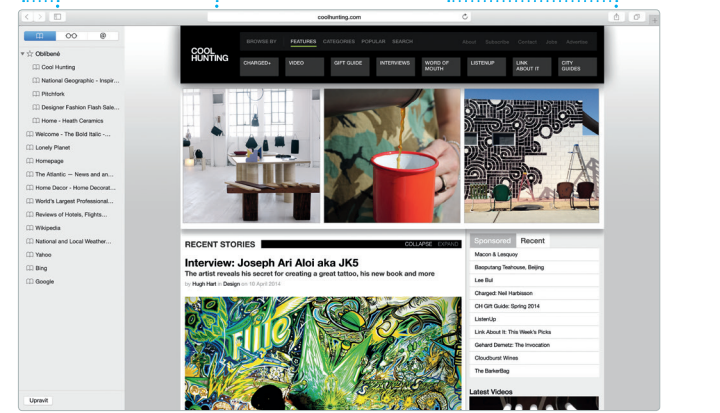 coolhunting.com
Oblíbené
Cool Hunting
National Geographic - Inspir...
Pitchfork
Designer Fashion Flash Sale...
Home - Heath Ceramics
Welcome - The Bold Italic -...
Lonely Planet
Homepage
The Atlantic — News and an...
Home Decor - Home Decorat...
World's Largest Professional...
Reviews of Hotels, Flights...
Wikipedia
National and Local Weather...
Yahoo
Bing
Google
Upravit
COOL
HUNTING
BROWSE BY FEATURES CATEGORIES POPULAR SEARCH
About Subscribe Contact Jobs Advertise
CHARGED+ VIDEO GIFT GUIDE INTERVIEWS WORD OF MOUTH LISTENUP LINK ABOUT IT CITY GUIDES
RECENT STORIES COLLAPSE EXPAND
Interview: Joseph Ari Aloi aka JK5
The artist reveals his secret for creating a great tattoo, his new book and more
by Hugh Hart in Design on 16 April 2014
Sponsored Recent
Macon & Lesquoy
Baoputang Teahouse, Beijing
Lee Bul
Charged: Neil Harbisson
CH Gift Guide: Spring 2014
ListenUp
Link About It: This Week's Picks
Gehard Demetz: The Invocation
Cloudburst Wines
The BarkerBag
Latest Videos